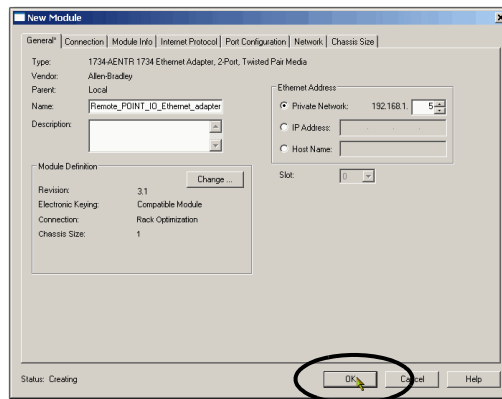 New Module
General* Connection Module Info Internet Protocol Port Configuration Network Chassis Size
Type: 1734-AENTR 1734 Ethernet Adapter, 2-Port, Twisted Pair Media
Vendor: Allen-Bradley
Parent: Local
Name: Remote_POINT_IO_Ethernet_adapter
Description:
Ethernet Address
Private Network: 192.168.1. 5
IP Address:
Host Name:
Slot: 0
Module Definition
Change ...
Revision: 3.1
Electronic Keying: Compatible Module
Connection: Rack Optimization
Chassis Size: 1
Status: Creating
OK Cancel Help